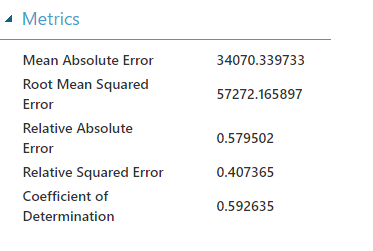 Metrics
Mean Absolute Error 34070.339733
Root Mean Squared
Error 57272.165897
Relative Absolute
Error 0.579502
Relative Squared Error 0.407365
Coefficient of
Determination 0.592635